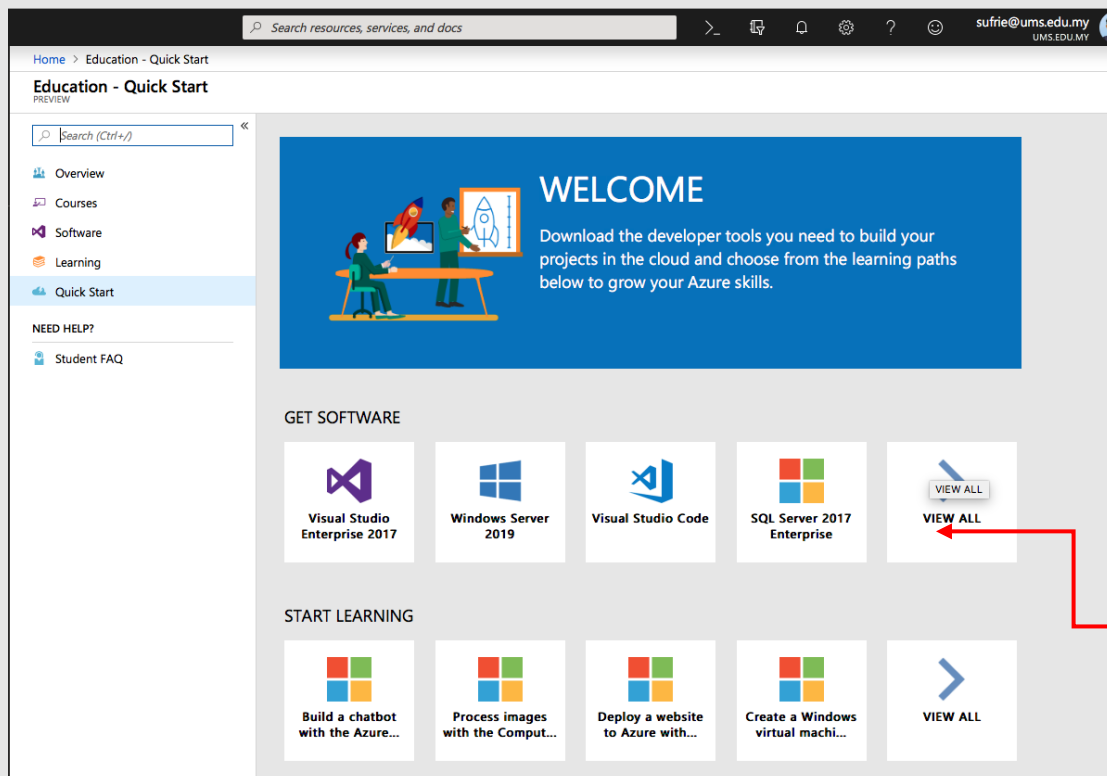 Search resources, services, and docs
sufrie@ums.edu.my
UMS.EDU.MY
Home > Education - Quick Start
Education - Quick Start
PREVIEW
Search (Ctrl+/)
Overview
Courses
Software
Learning
Quick Start
NEED HELP?
Student FAQ
WELCOME
Download the developer tools you need to build your
projects in the cloud and choose from the learning paths
below to grow your Azure skills.
GET SOFTWARE
Visual Studio
Enterprise 2017
Windows Server
2019
Visual Studio Code
SQL Server 2017
Enterprise
VIEW ALL
VIEW ALL
START LEARNING
Build a chatbot
with the Azure...
Process images
with the Comput...
Deploy a website
to Azure with...
Create a Windows
virtual machi...
VIEW ALL